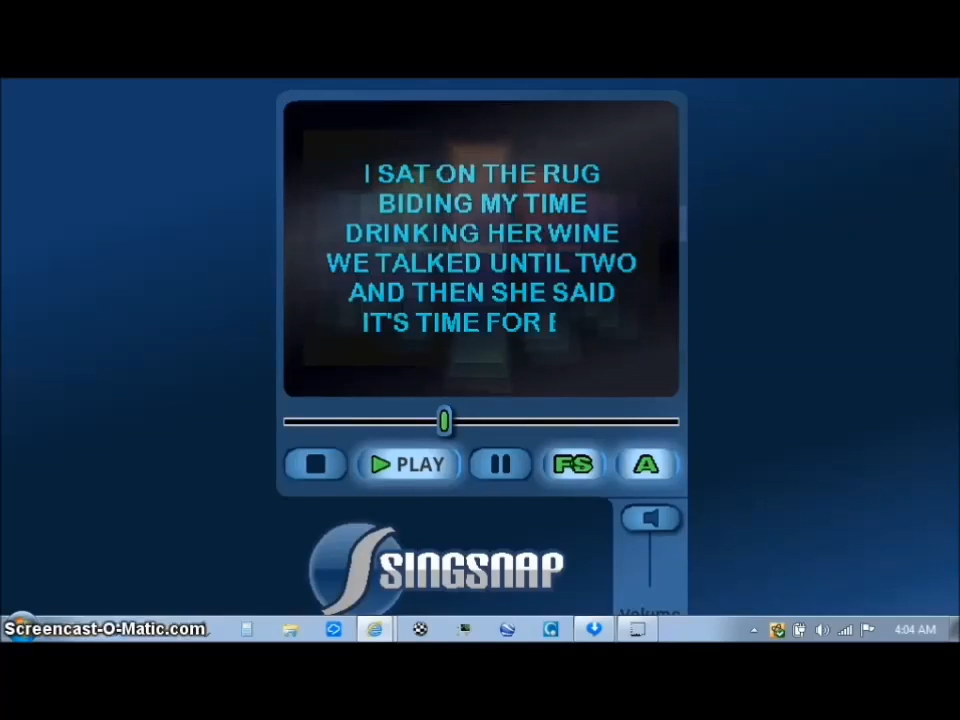 I SAT ON THE RUG
BIDING MY TIME
DRINKING HER WINE
WE TALKED UNTIL TWO
AND THEN SHE SAID
IT'S TIME FOR
PLAY
FS
A
SINGSNAP
Volume
Screencast-O-Matic.com
4:04 AM